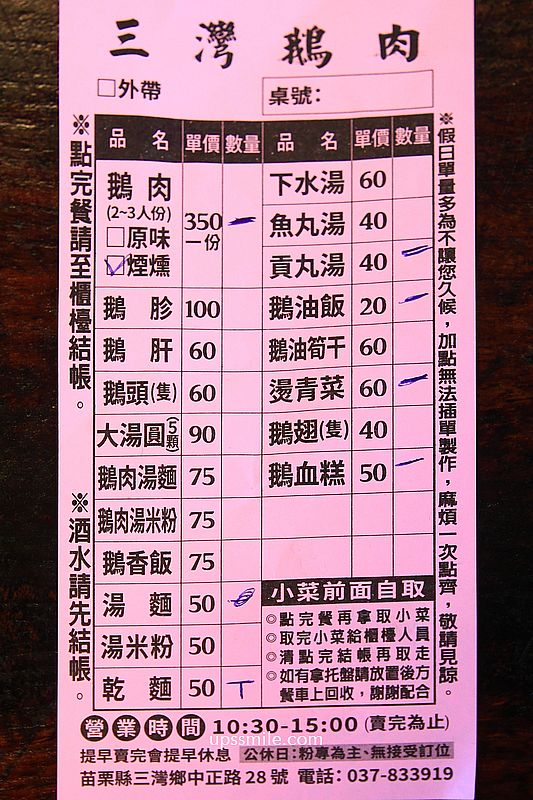 三灣鵝肉
□外帶
桌號：
※點完餐請至櫃檯結帳。
※酒水請先結帳。
品名 單價 數量
鵝肉 (2~3人份) □原味 ☑煙燻 350 一份 一
鵝胗 100
鵝肝 60
鵝頭(隻) 60
大湯圓(5顆) 90
鵝肉湯麵 75
鵝肉湯米粉 75
鵝香飯 75
湯麵 50
湯米粉 50
乾麵 50 T
品名 單價 數量
下水湯 60
魚丸湯 40
貢丸湯 40 一
鵝油飯 20 一
鵝油筍干 60
燙青菜 60 一
鵝翅(隻) 40
鵝血糕 50 一
小菜前面自取
◎點完餐再拿取小菜
◎取完小菜給櫃檯人員
◎清點完結帳再取走
◎如有拿托盤請放置後方
餐車上回收，謝謝配合
※假日單量多為不讓您久候，加點無法插單製作，麻煩一次點齊，敬請見諒。
營業時間 10:30-15:00 (賣完為止)
upssmile.com
提早賣完會提早休息 公休日：粉專為主、無接受訂位
苗栗縣三灣鄉中正路28號 電話：037-833919